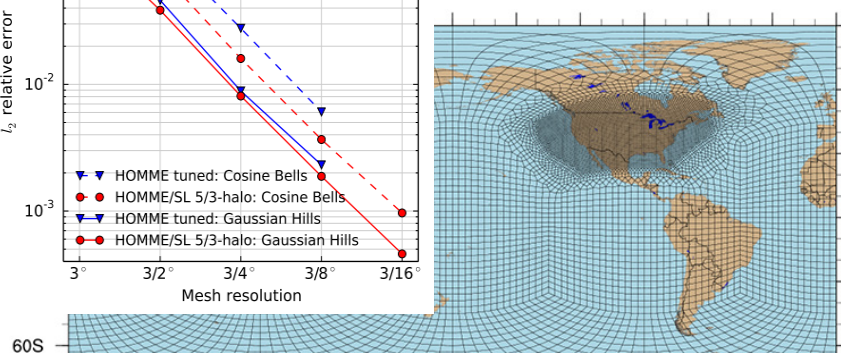 l₂ relative error
10⁻²
10⁻³
HOMME tuned: Cosine Bells
HOMME/SL 5/3-halo: Cosine Bells
HOMME tuned: Gaussian Hills
HOMME/SL 5/3-halo: Gaussian Hills
3° 3/2° 3/4° 3/8° 3/16°
Mesh resolution
60S